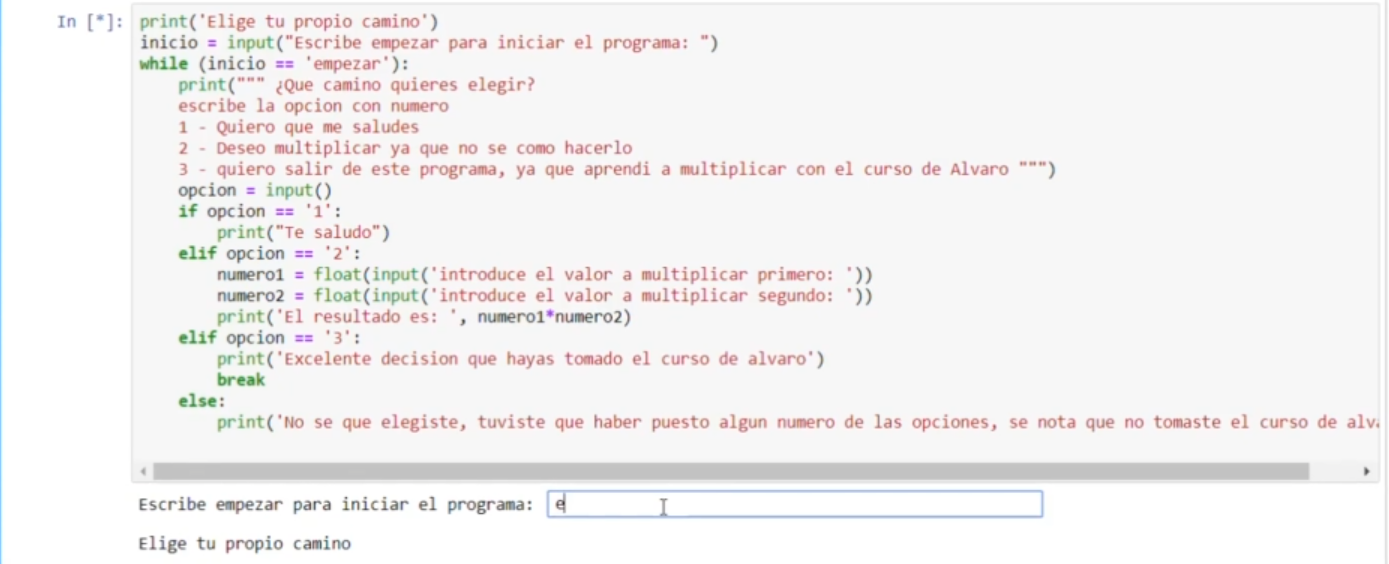 In [*]:
print('Elige tu propio camino')
inicio = input("Escribe empezar para iniciar el programa: ")
while (inicio == 'empezar'):
    print(""" ¿Que camino quieres elegir?
    escribe la opcion con numero
    1 - Quiero que me saludes
    2 - Deseo multiplicar ya que no se como hacerlo
    3 - quiero salir de este programa, ya que aprendi a multiplicar con el curso de Alvaro """)
    opcion = input()
    if opcion == '1':
        print("Te saludo")
    elif opcion == '2':
        numero1 = float(input('introduce el valor a multiplicar primero: '))
        numero2 = float(input('introduce el valor a multiplicar segundo: '))
        print('El resultado es: ', numero1*numero2)
    elif opcion == '3':
        print('Excelente decision que hayas tomado el curso de alvaro')
        break
    else:
        print('No se que elegiste, tuviste que haber puesto algun numero de las opciones, se nota que no tomaste el curso de
Escribe empezar para iniciar el programa: e
Elige tu propio camino